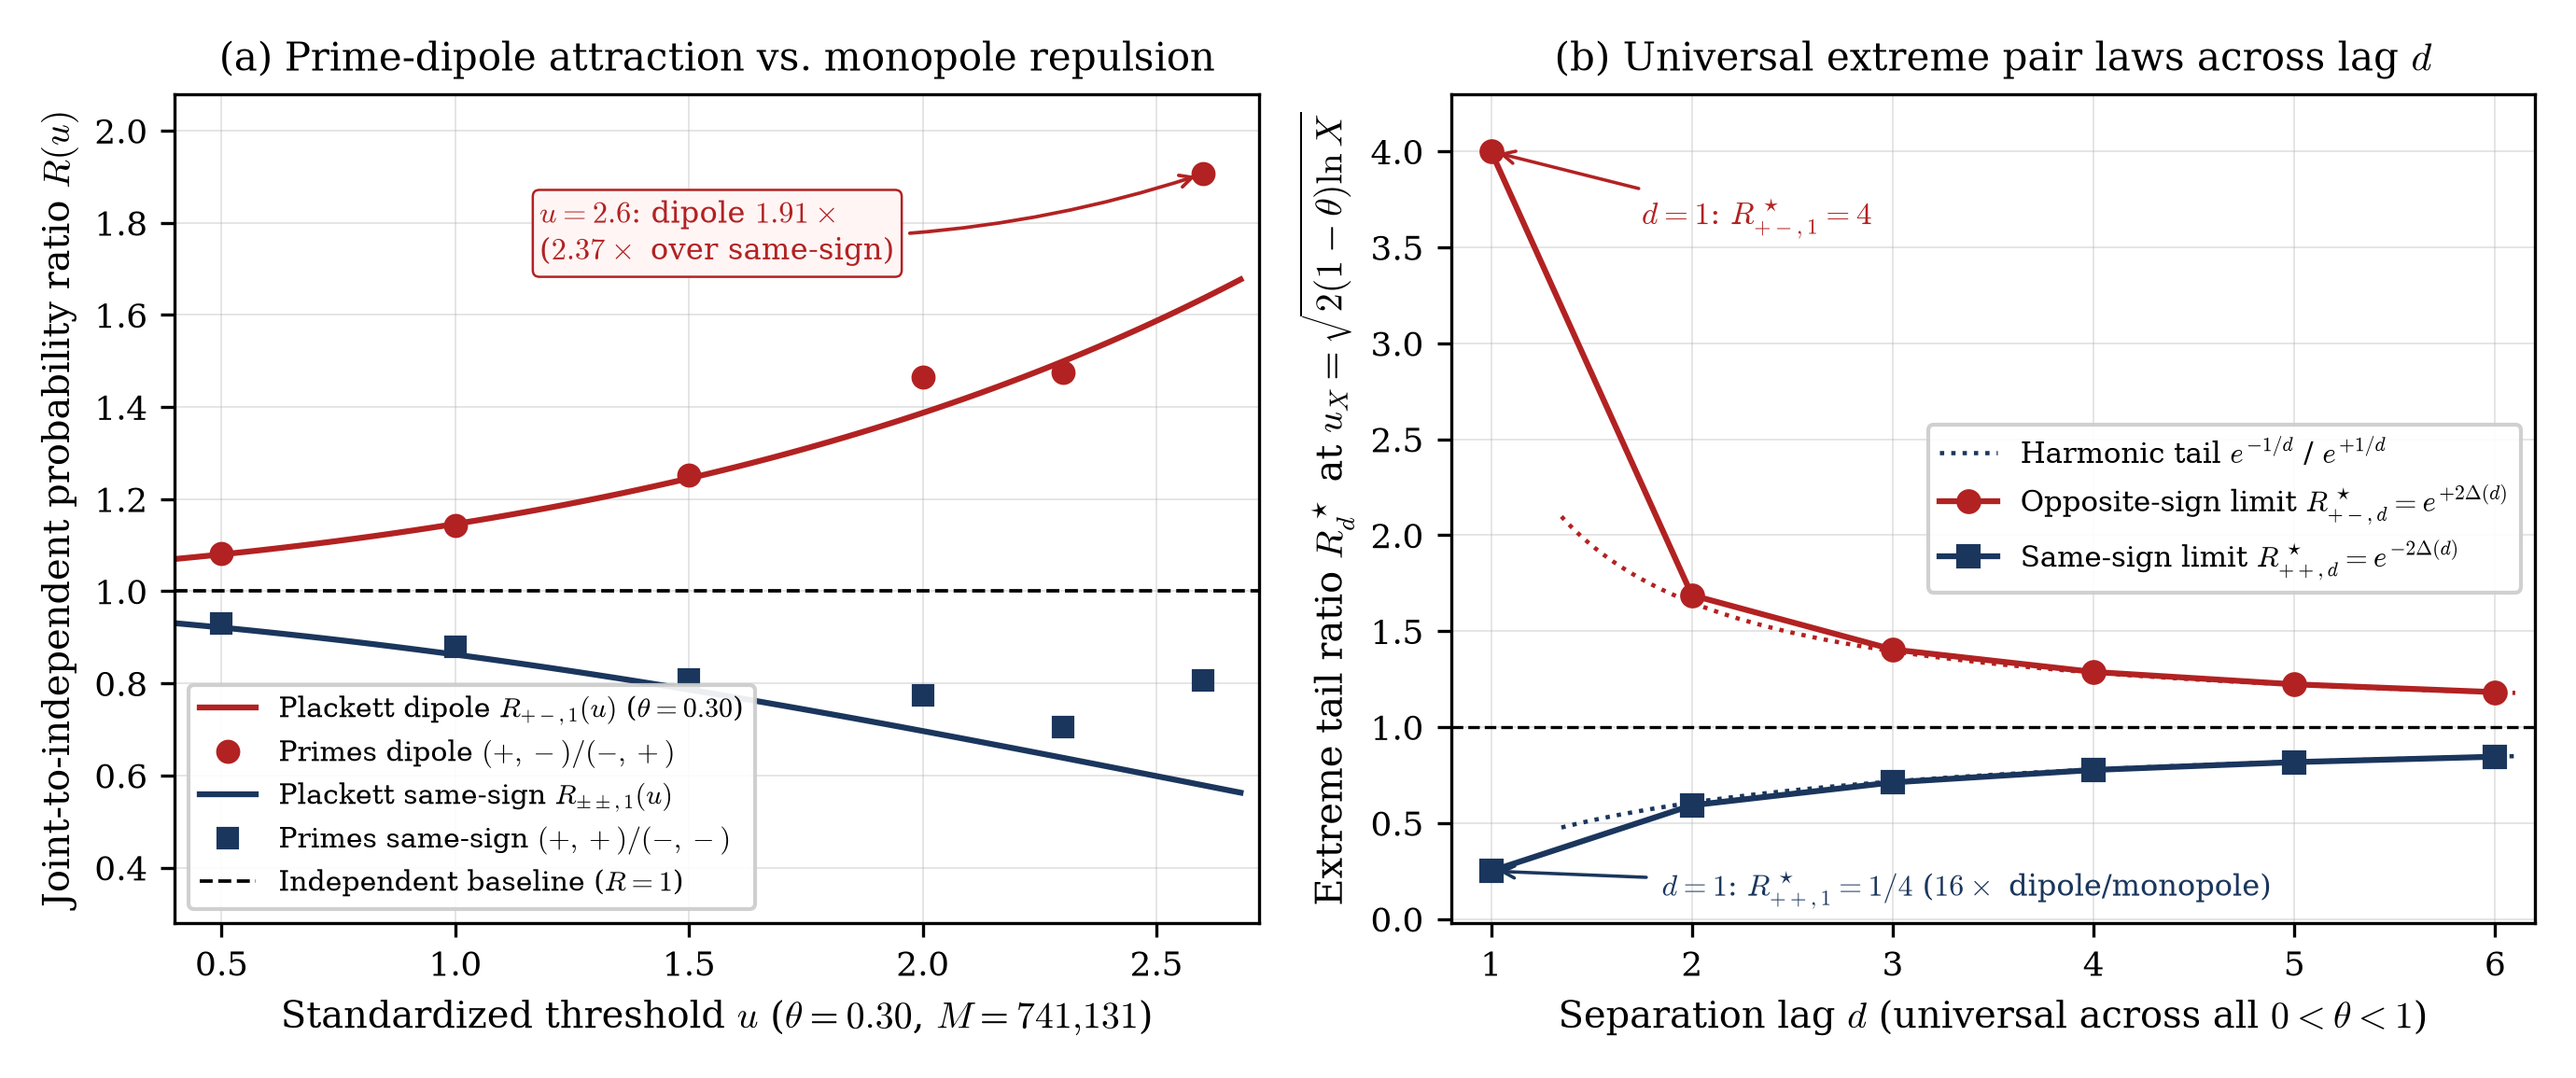 (a) Prime-dipole attraction vs. monopole repulsion
Joint-to-independent probability ratio R(u)
2.0
1.8
1.6
1.4
1.2
1.0
0.8
0.6
0.4
u = 2.6: dipole 1.91 ×
(2.37 × over same-sign)
Plackett dipole R₊₋,₁(u) (θ = 0.30)
Primes dipole (+, −)/(−, +)
Plackett same-sign R±±,₁(u)
Primes same-sign (+, +)/(−, −)
Independent baseline (R = 1)
0.5 1.0 1.5 2.0 2.5
Standardized threshold u (θ = 0.30, M = 741,131)
(b) Universal extreme pair laws across lag d
Extreme tail ratio R_d^⋆ at u_X = √(2(1 − θ)ln X)
4.0
3.5
3.0
2.5
2.0
1.5
1.0
0.5
0.0
d = 1: R^⋆_{+−,1} = 4
Harmonic tail e^{−1/d} / e^{+1/d}
Opposite-sign limit R^⋆_{+−,d} = e^{+2Δ(d)}
Same-sign limit R^⋆_{++,d} = e^{−2Δ(d)}
d = 1: R^⋆_{++,1} = 1/4 (16 × dipole/monopole)
1 2 3 4 5 6
Separation lag d (universal across all 0 < θ < 1)